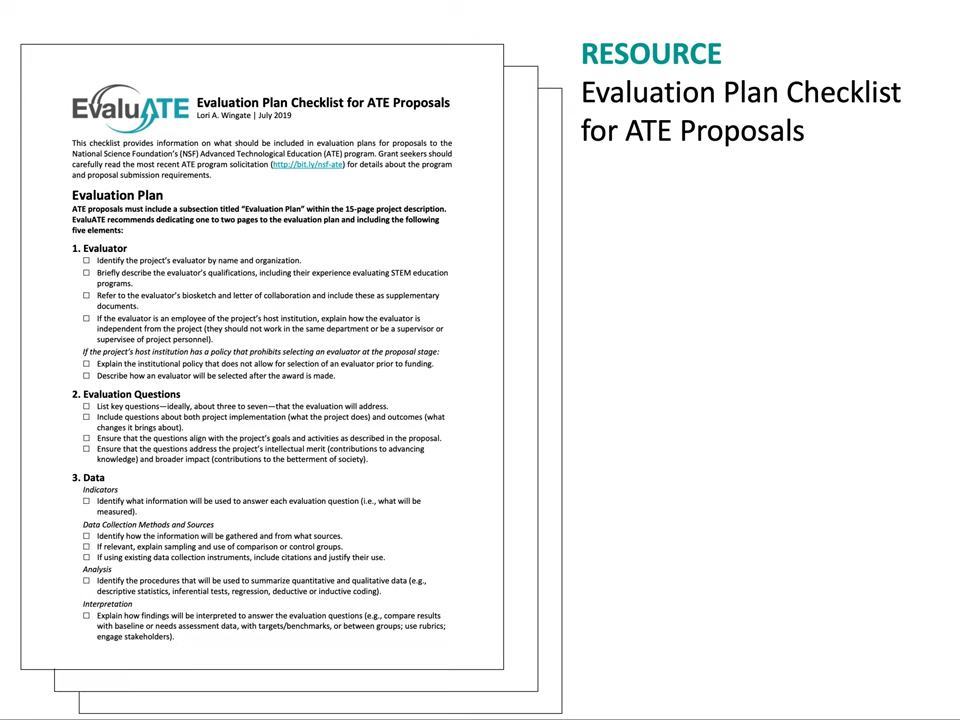 RESOURCE
Evaluation Plan Checklist
for ATE Proposals
EvaluATE
Evaluation Plan Checklist for ATE Proposals
Lori A. Wingate | July 2019
This checklist provides information on what should be included in evaluation plans for proposals to the
National Science Foundation's (NSF) Advanced Technological Education (ATE) program. Grant seekers should
carefully read the most recent ATE program solicitation (http://bit.ly/nsf-ate) for details about the program
and proposal submission requirements.
Evaluation Plan
ATE proposals must include a subsection titled "Evaluation Plan" within the 15-page project description.
EvaluATE recommends dedicating one to two pages to the evaluation plan and including the following
five elements:
1. Evaluator
☐ Identify the project's evaluator by name and organization.
☐ Briefly describe the evaluator's qualifications, including their experience evaluating STEM education
programs.
☐ Refer to the evaluator's biosketch and letter of collaboration and include these as supplementary
documents.
☐ If the evaluator is an employee of the project's host institution, explain how the evaluator is
independent from the project (they should not work in the same department or be a supervisor or
supervisee of project personnel).
If the project's host institution has a policy that prohibits selecting an evaluator at the proposal stage:
☐ Explain the institutional policy that does not allow for selection of an evaluator prior to funding.
☐ Describe how an evaluator will be selected after the award is made.
2. Evaluation Questions
☐ List key questions—ideally, about three to seven—that the evaluation will address.
☐ Include questions about both project implementation (what the project does) and outcomes (what
changes it brings about).
☐ Ensure that the questions align with the project's goals and activities as described in the proposal.
☐ Ensure that the questions address the project's intellectual merit (contributions to advancing
knowledge) and broader impact (contributions to the betterment of society).
3. Data
Indicators
☐ Identify what information will be used to answer each evaluation question (i.e., what will be
measured).
Data Collection Methods and Sources
☐ Identify how the information will be gathered and from what sources.
☐ If relevant, explain sampling and use of comparison or control groups.
☐ If using existing data collection instruments, include citations and justify their use.
Analysis
☐ Identify the procedures that will be used to summarize quantitative and qualitative data (e.g.,
descriptive statistics, inferential tests, regression, deductive or inductive coding).
Interpretation
☐ Explain how findings will be interpreted to answer the evaluation questions (e.g., compare results
with baseline or needs assessment data, with targets/benchmarks, or between groups; use rubrics;
engage stakeholders).